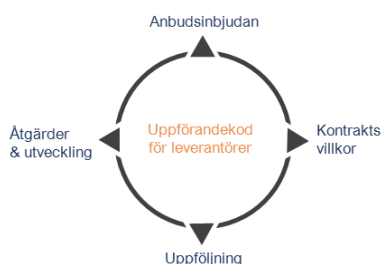 Anbudsinbjudan
Uppförandekod
för leverantörer
Kontrakts
villkor
Åtgärder
& utveckling
Uppföljning